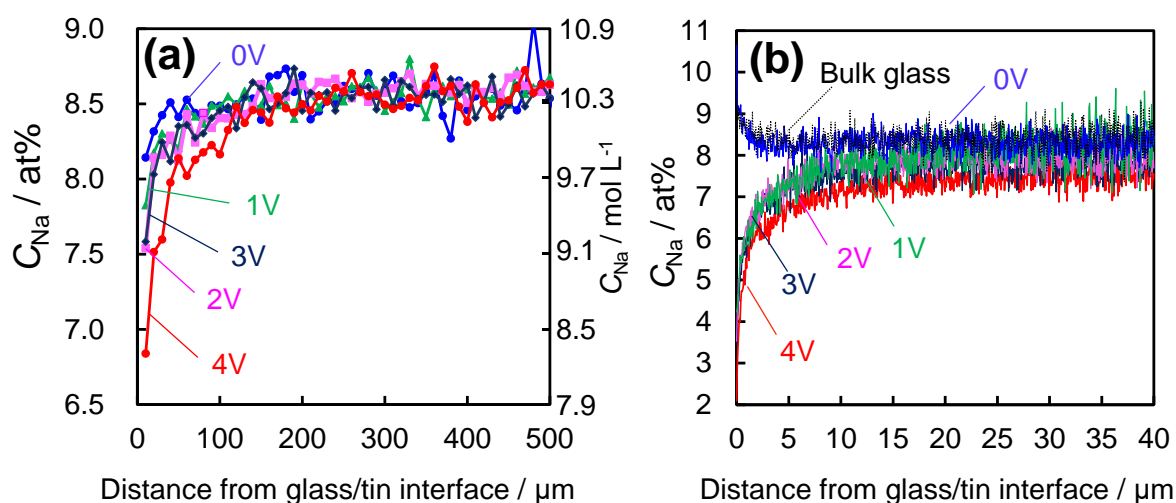 (a)
9.0
8.5
8.0
7.5
7.0
6.5
C_Na / at%
0V
1V
3V
2V
4V
10.9
10.3
9.7
9.1
8.5
7.9
C_Na / mol L⁻¹
0 100 200 300 400 500
Distance from glass/tin interface / μm
(b)
11
10
9
8
7
6
5
4
3
2
C_Na / at%
Bulk glass
0V
1V
2V
3V
4V
0 5 10 15 20 25 30 35 40
Distance from glass/tin interface / μm